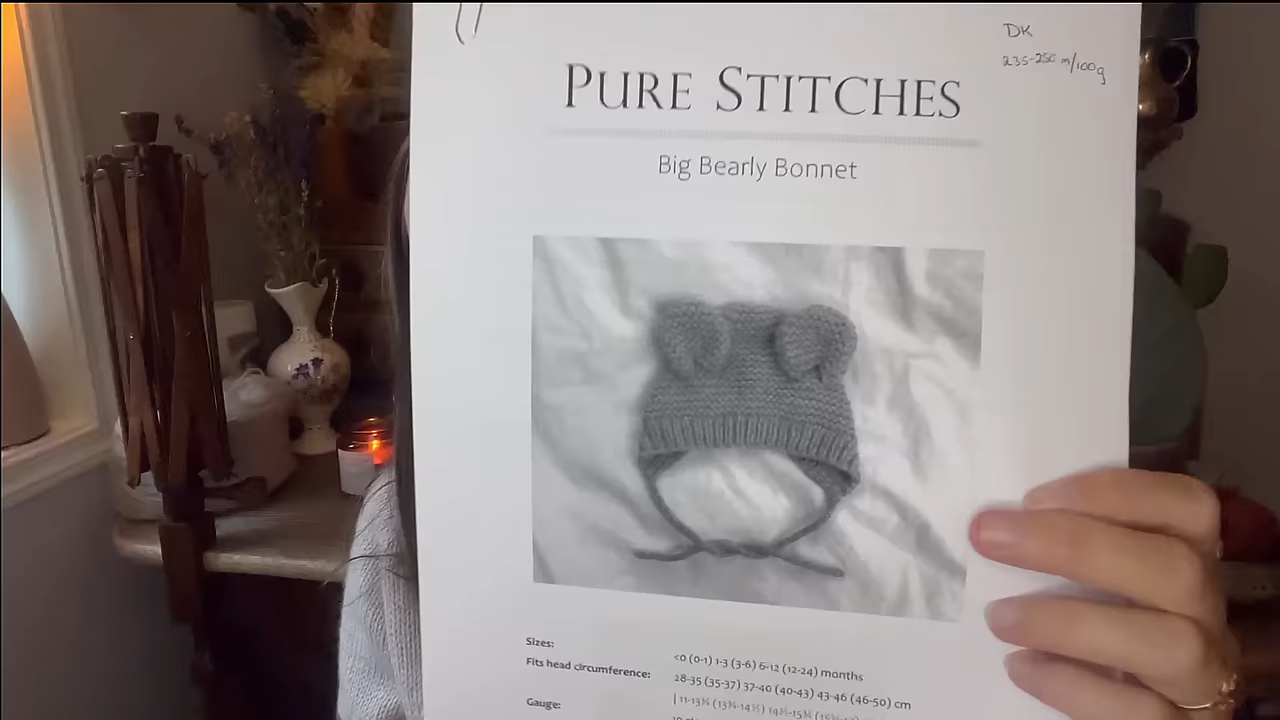 DK
235-250 m/100g
PURE STITCHES
Big Bearly Bonnet
Sizes: <0 (0-1) 1-3 (3-6) 6-12 (12-24) months
Fits head circumference: 28-35 (35-37) 37-40 (40-43) 43-46 (46-50) cm
Gauge: